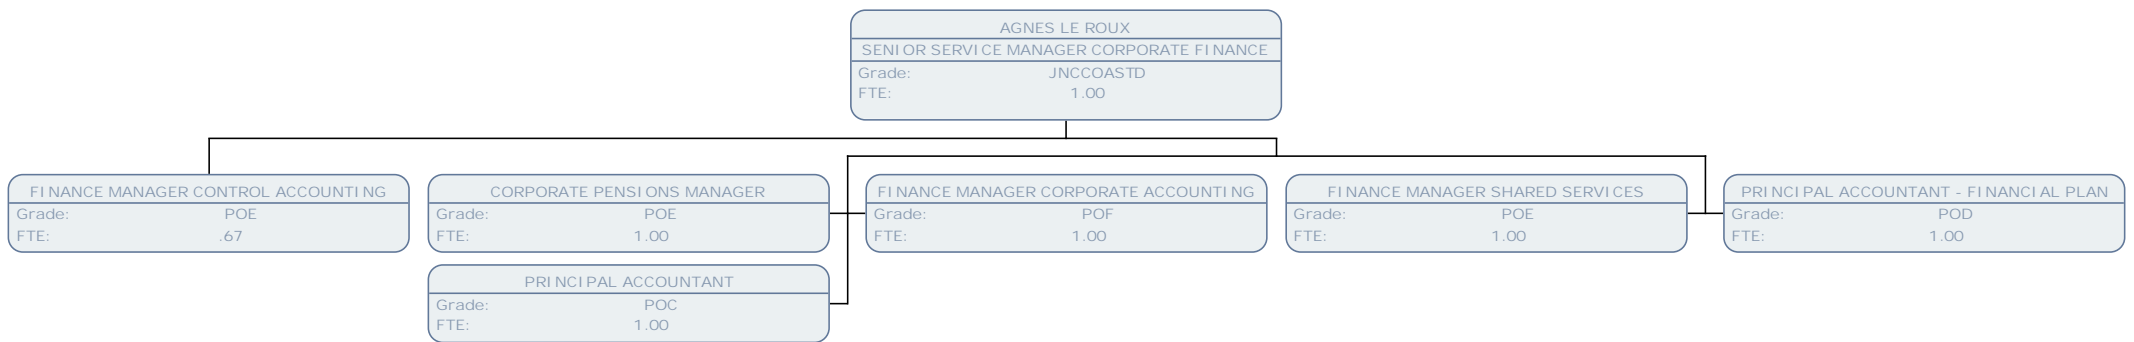 AGNES LE ROUX
SENIOR SERVICE MANAGER CORPORATE FINANCE
Grade: JNCCOASTD
FTE: 1.00
FINANCE MANAGER CONTROL ACCOUNTING
Grade: POE
FTE: .67
CORPORATE PENSIONS MANAGER
Grade: POE
FTE: 1.00
FINANCE MANAGER CORPORATE ACCOUNTING
Grade: POF
FTE: 1.00
FINANCE MANAGER SHARED SERVICES
Grade: POE
FTE: 1.00
PRINCIPAL ACCOUNTANT - FINANCIAL PLAN
Grade: POD
FTE: 1.00
PRINCIPAL ACCOUNTANT
Grade: POC
FTE: 1.00